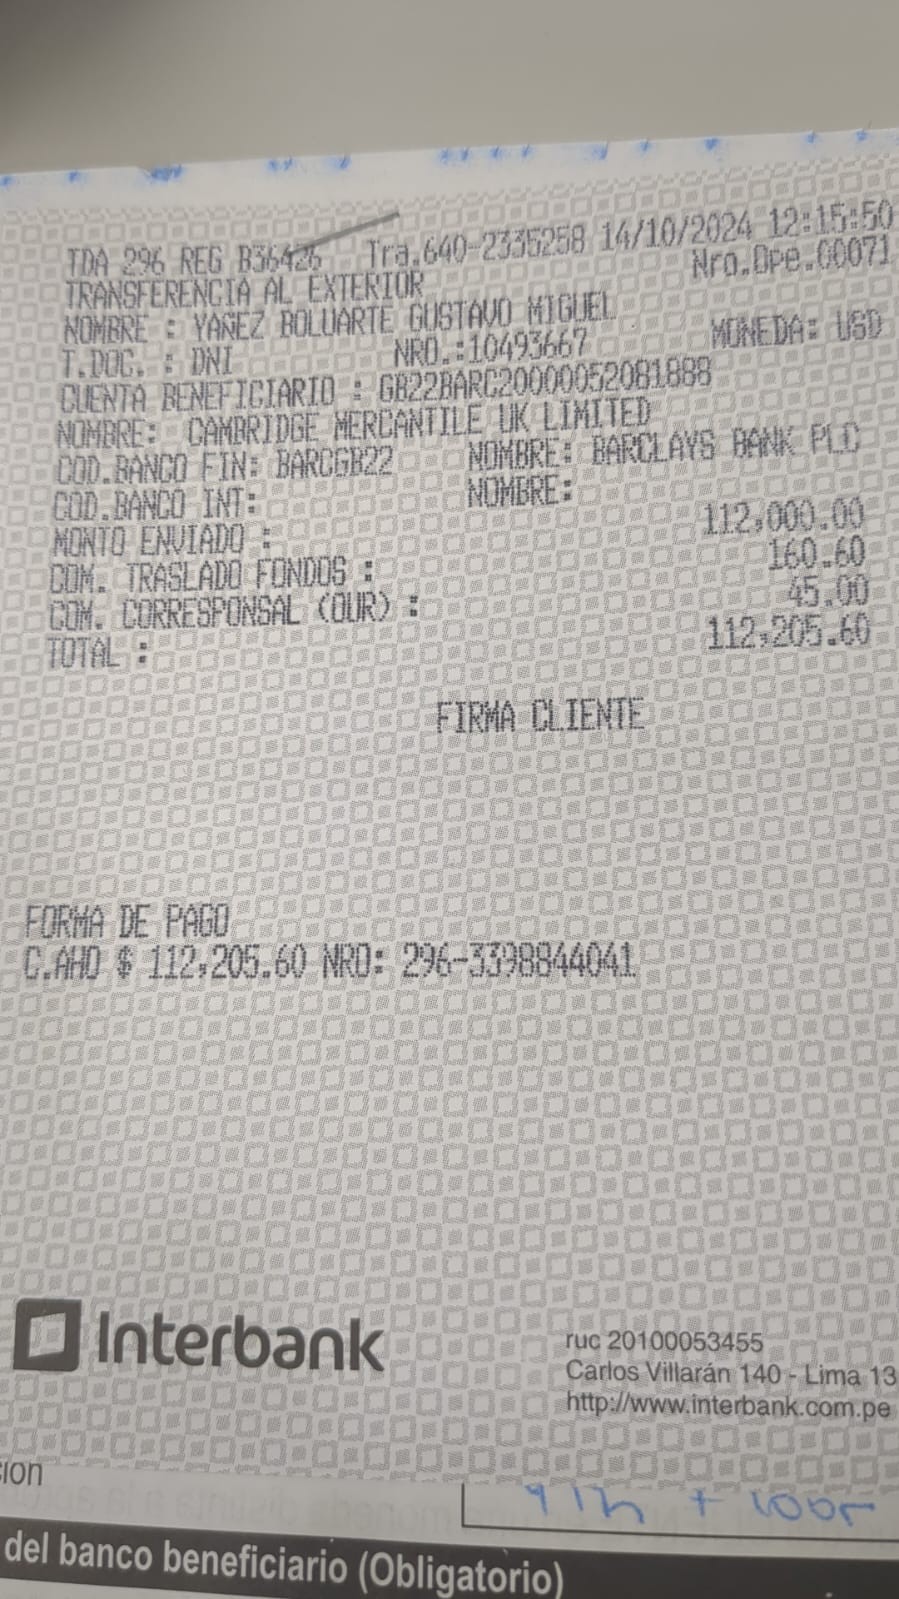 TDA 296 REG B36426 Tra.640-2335258 14/10/2024 12:15:50
Nro.Ope.00071
TRANSFERENCIA AL EXTERIOR
NOMBRE : YAÑEZ BOLUARTE GUSTAVO MIGUEL
T.DOC. : DNI NRO.:10493667 MONEDA: USD
CUENTA BENEFICIARIO : GB22BARC20000052081888
NOMBRE: CAMBRIDGE MERCANTILE UK LIMITED
COD.BANCO FIN: BARCGB22 NOMBRE: BARCLAYS BANK PLC
COD.BANCO INT: NOMBRE:
MONTO ENVIADO : 112,000.00
COM. TRASLADO FONDOS : 160.60
COM. CORRESPONSAL (OUR) : 45.00
TOTAL : 112,205.60
FIRMA CLIENTE
FORMA DE PAGO
C.AHO $ 112,205.60 NRO: 296-3398844041
Interbank
ruc 20100053455
Carlos Villarán 140 - Lima 13
http://www.interbank.com.pe
cion
del banco beneficiario (Obligatorio)